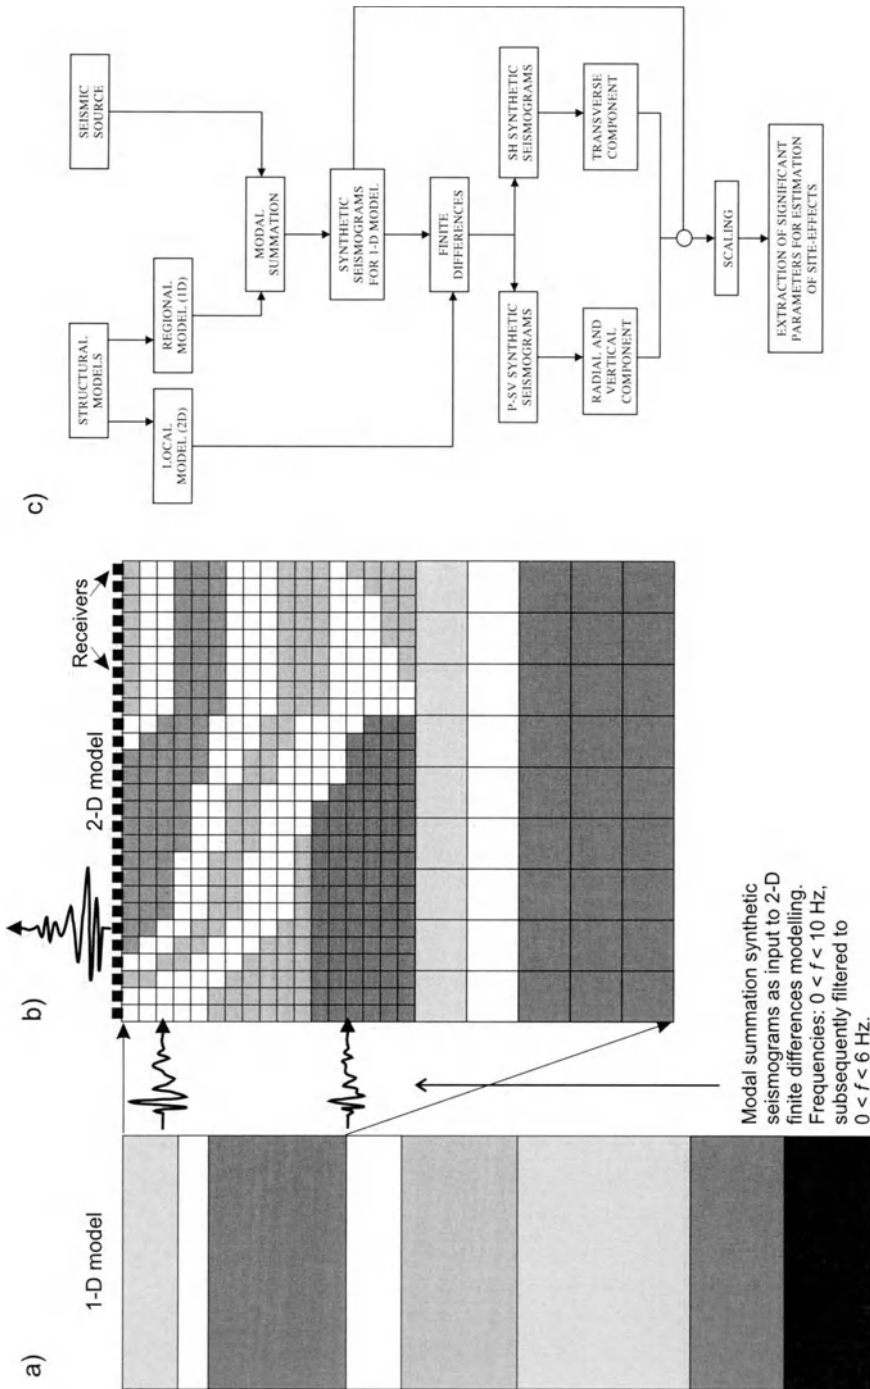 a)
1-D model
b)
2-D model
Receivers
Modal summation synthetic
seismograms as input to 2-D
finite differences modelling.
Frequencies: 0 < f < 10 Hz,
subsequently filtered to
0 < f < 6 Hz.
c)
STRUCTURAL
MODELS
SEISMIC
SOURCE
LOCAL
MODEL (2D)
REGIONAL
MODEL (1D)
MODAL
SUMMATION
SYNTHETIC
SEISMOGRAMS
FOR 1-D MODEL
FINITE
DIFFERENCES
P-SV SYNTHETIC
SEISMOGRAMS
SH SYNTHETIC
SEISMOGRAMS
RADIAL AND
VERTICAL
COMPONENT
TRANSVERSE
COMPONENT
SCALING
EXTRACTION OF SIGNIFICANT
PARAMETERS FOR ESTIMATION
OF SITE-EFFECTS